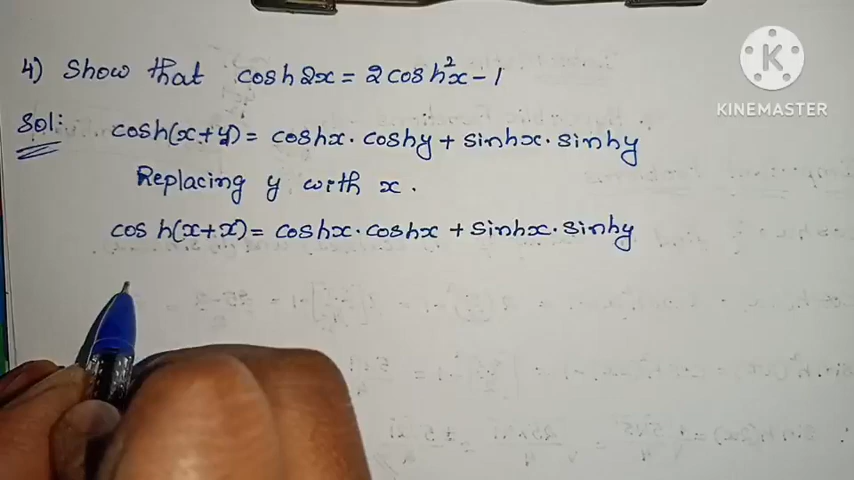 4) Show that cosh2x = 2cosh²x - 1
Sol:
cosh(x+y) = coshx · coshy + sinhx · sinhy
Replacing y with x.
cosh(x+x) = coshx · coshx + sinhx · sinhy
K
KINEMASTER